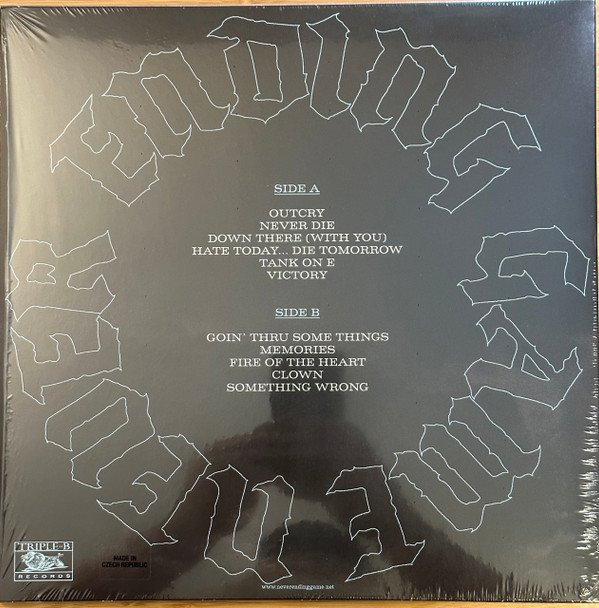 NEVER ENDING GAME
SIDE A
OUTCRY
NEVER DIE
DOWN THERE (WITH YOU)
HATE TODAY... DIE TOMORROW
TANK ON E
VICTORY
SIDE B
GOIN' THRU SOME THINGS
MEMORIES
FIRE OF THE HEART
CLOWN
SOMETHING WRONG
TRIPLE-B
RECORDS
MADE IN
CZECH REPUBLIC
www.neverendinggame.net